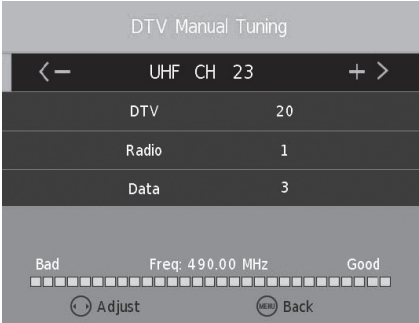 DTV Manual Tuning
UHF CH 23
DTV 20
Radio 1
Data 3
Bad Freq: 490.00 MHz Good
Adjust MENU Back